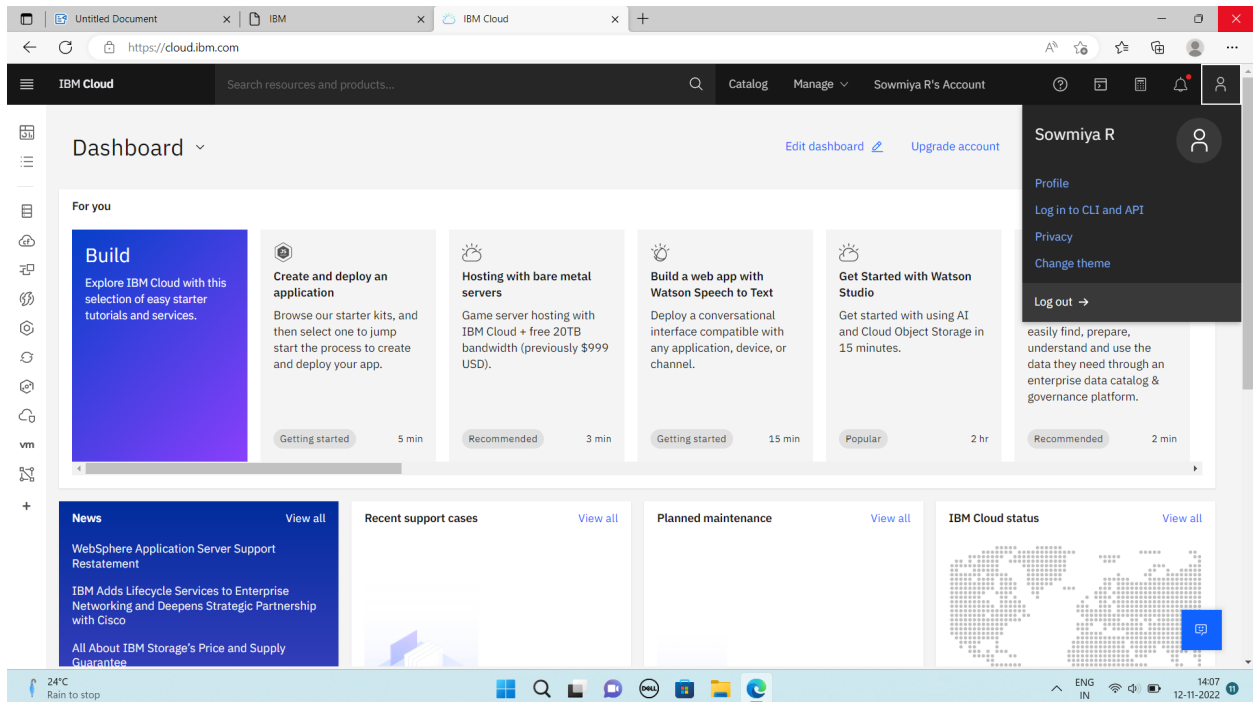 Untitled Document
IBM
IBM Cloud
https://cloud.ibm.com
IBM Cloud
Search resources and products...
Catalog
Manage
Sowmiya R's Account
Dashboard
Edit dashboard
Upgrade account
Sowmiya R
Profile
Log in to CLI and API
Privacy
Change theme
Log out →
For you
Build
Explore IBM Cloud with this
selection of easy starter
tutorials and services.
Create and deploy an
application
Browse our starter kits, and
then select one to jump
start the process to create
and deploy your app.
Getting started
5 min
Hosting with bare metal
servers
Game server hosting with
IBM Cloud + free 20TB
bandwidth (previously $999
USD).
Recommended
3 min
Build a web app with
Watson Speech to Text
Deploy a conversational
interface compatible with
any application, device, or
channel.
Getting started
15 min
Get Started with Watson
Studio
Get started with using AI
and Cloud Object Storage in
15 minutes.
Popular
2 hr
easily find, prepare,
understand and use the
data they need through an
enterprise data catalog &
governance platform.
Recommended
2 min
vm
News
View all
WebSphere Application Server Support
Restatement
IBM Adds Lifecycle Services to Enterprise
Networking and Deepens Strategic Partnership
with Cisco
All About IBM Storage's Price and Supply
Guarantee
Recent support cases
View all
Planned maintenance
View all
IBM Cloud status
View all
24°C
Rain to stop
DELL
ENG
IN
14:07
12-11-2022
11